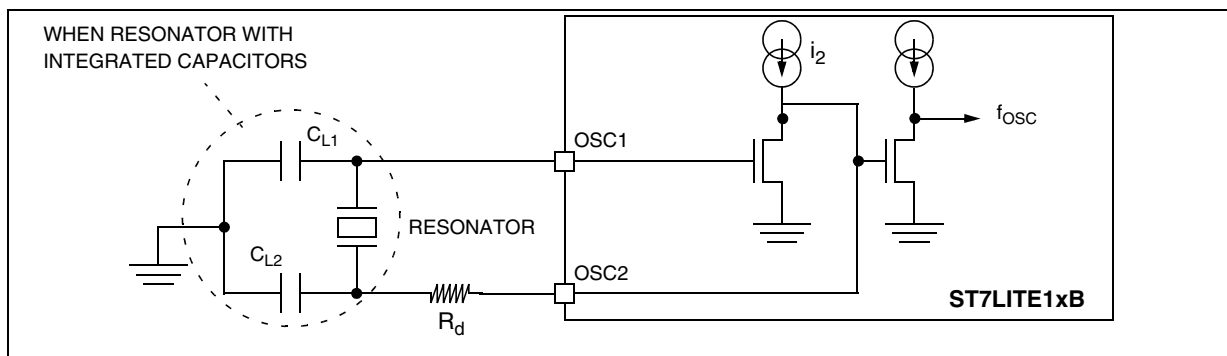 WHEN RESONATOR WITH
INTEGRATED CAPACITORS
CL1
OSC1
i2
fOSC
RESONATOR
CL2
OSC2
Rd
ST7LITE1xB